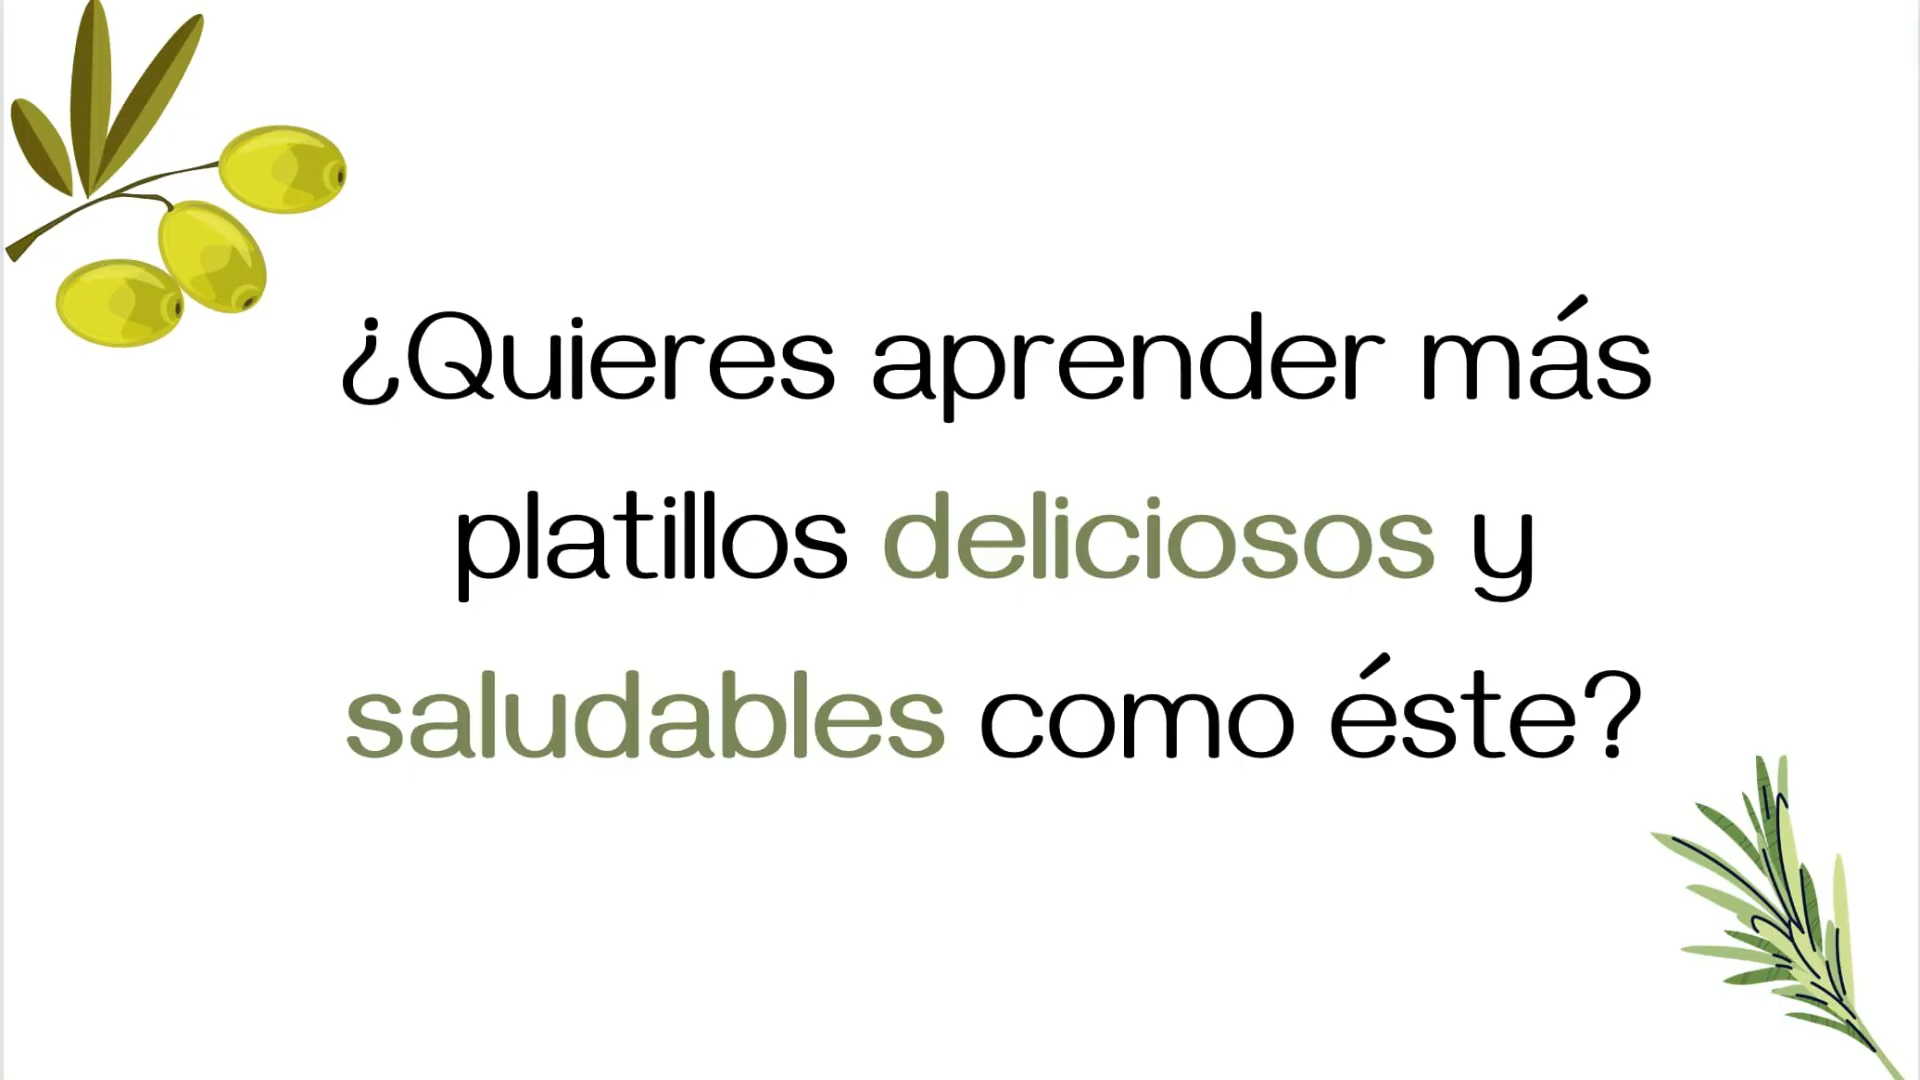 ¿Quieres aprender más
platillos deliciosos y
saludables como éste?